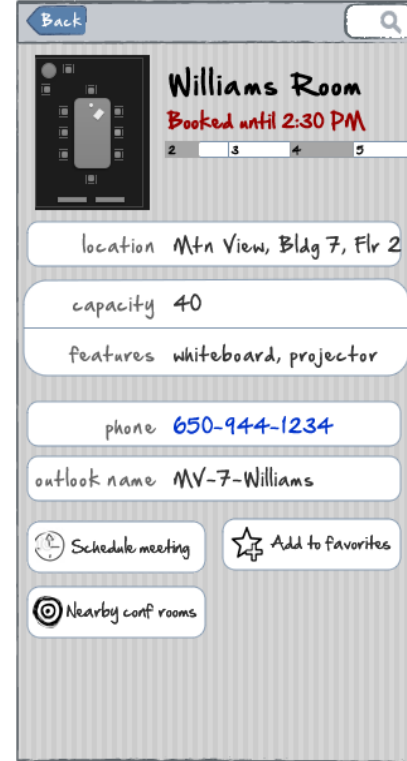 Back
Williams Room
Booked until 2:30 PM
2 3 4 5
location Mtn View, Bldg 7, Flr 2
capacity 40
features whiteboard, projector
phone 650-944-1234
outlook name MV-7-Williams
Schedule meeting
Add to favorites
Nearby conf rooms